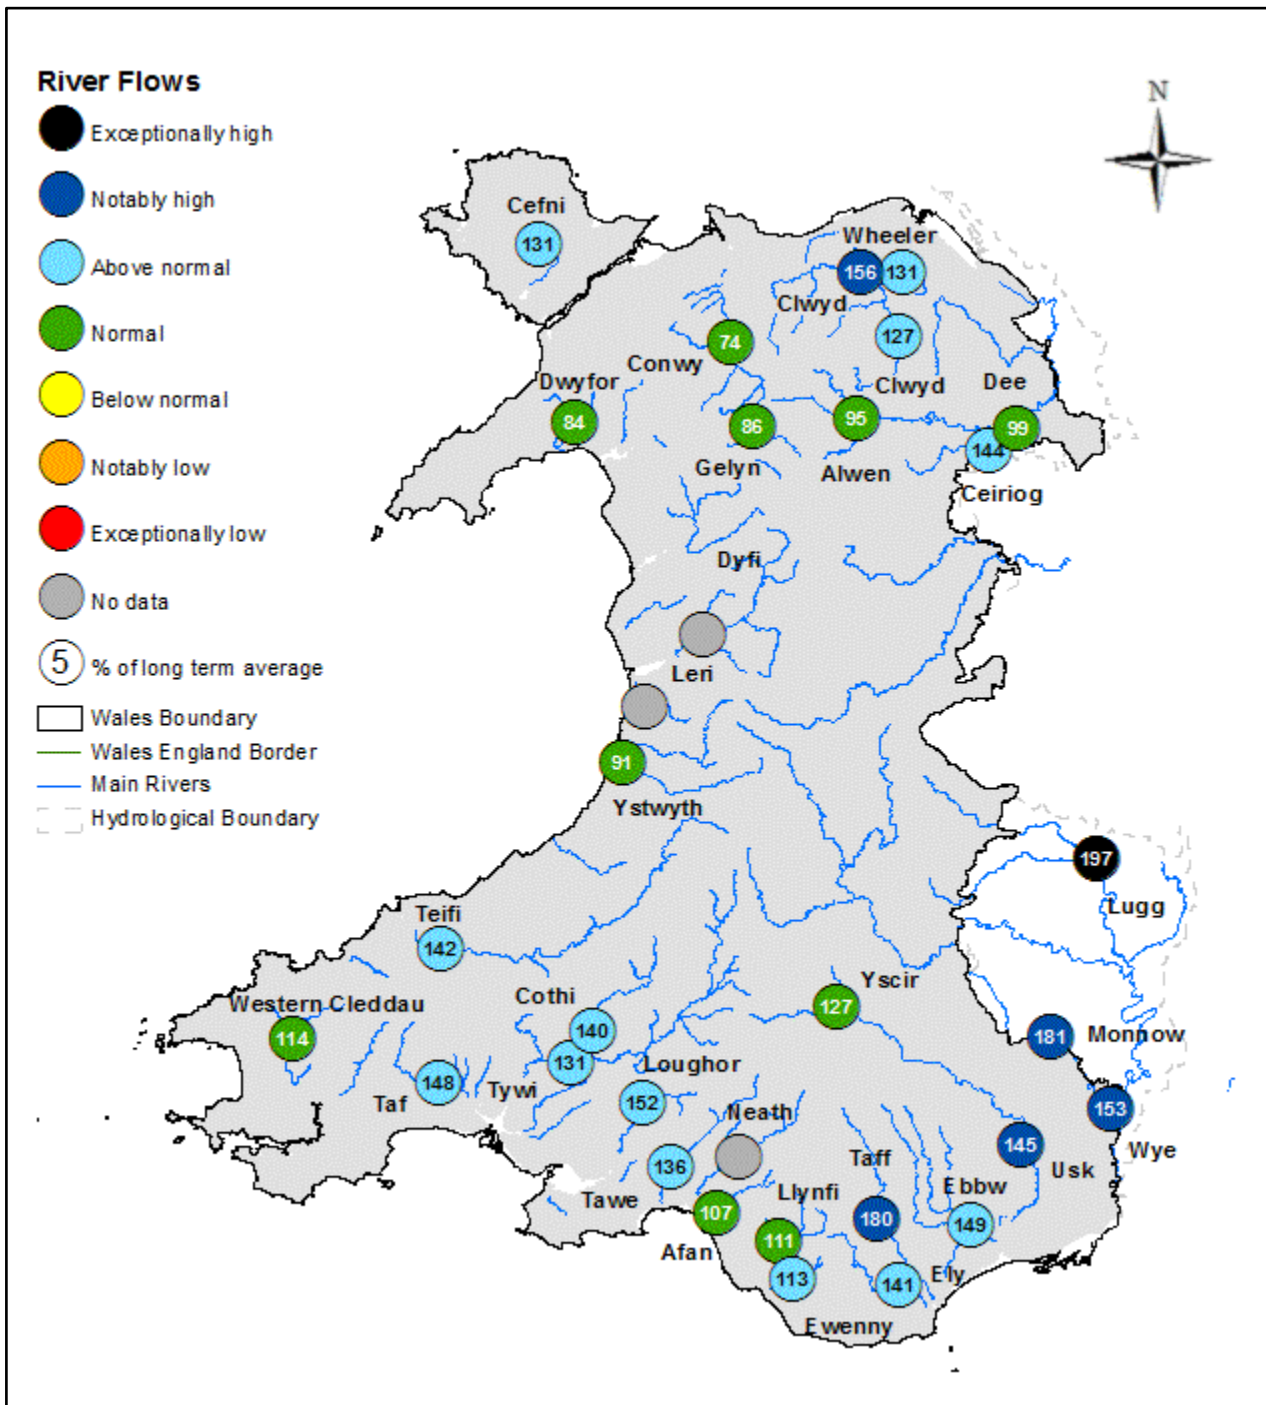 River Flows
Exceptionally high
Notably high
Above normal
Normal
Below normal
Notably low
Exceptionally low
No data
5 % of long term average
Wales Boundary
Wales England Border
Main Rivers
Hydrological Boundary
N
Cefni
131
Wheeler
156
131
Clwyd
127
74
Conwy
Clwyd
Dee
Dwyfor
84
86
95
99
144
Gelyn
Alwen
Ceiriog
Dyfi
Leri
91
Ystwyth
197
Lugg
Teifi
142
Western Cleddau
114
Cothi
140
131
Yscir
127
181
Monnow
148
Taf
Tywi
Loughor
152
Neath
153
Wye
136
Tawe
Taff
145
Usk
Llynfi
Ebbw
107
Afan
111
180
149
113
141
Ely
Ewenny